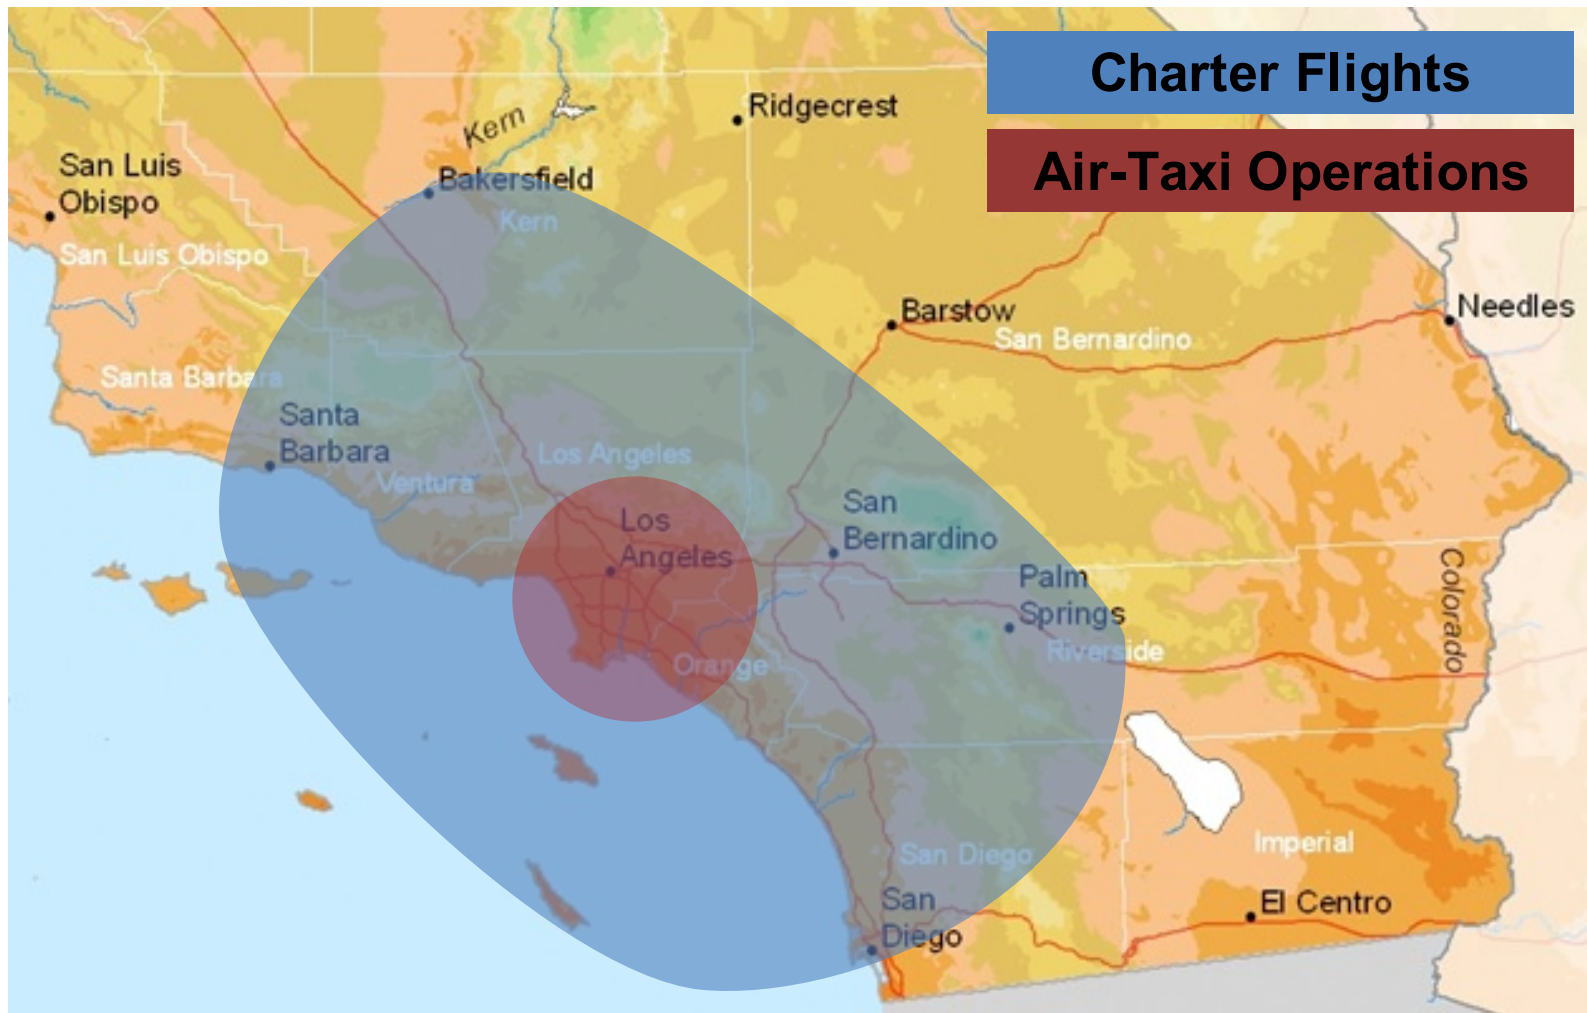 Charter Flights
Air-Taxi Operations
Kern
Ridgecrest
San Luis
Obispo
Bakersfield
Kern
San Luis Obispo
Barstow
Needles
San Bernardino
Santa Barbara
Santa
Barbara
Los Angeles
Ventura
San
Bernardino
Los
Angeles
Palm
Springs
Colorado
Riverside
Orange
Imperial
San Diego
San
Diego
El Centro